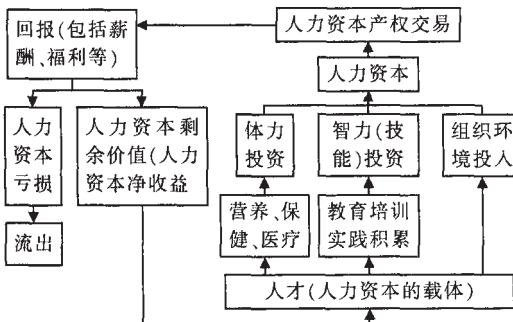 回报(包括薪
酬、福利等)
人力资本产权交易
人力资本
人力
资本
亏损
人力资本剩
余价值(人力
资本净收益
体力
投资
智力(技
能)投资
组织环
境投入
流出
营养、保
健、医疗
教育培训
实践积累
人才(人力资本的载体)